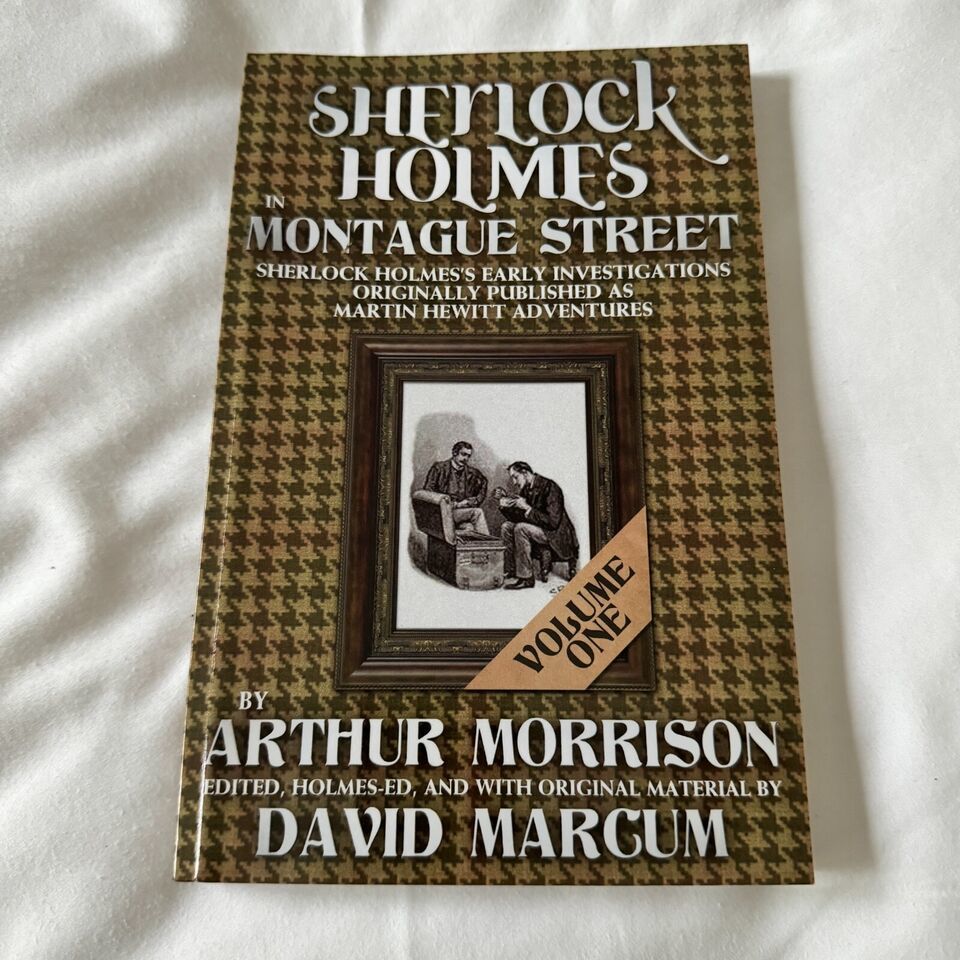 SHERLOCK
HOLMES
IN
MONTAGUE STREET
SHERLOCK HOLMES'S EARLY INVESTIGATIONS
ORIGINALLY PUBLISHED AS
MARTIN HEWITT ADVENTURES
VOLUME
ONE
BY
ARTHUR MORRISON
EDITED, HOLMES-ED, AND WITH ORIGINAL MATERIAL BY
DAVID MARCUM